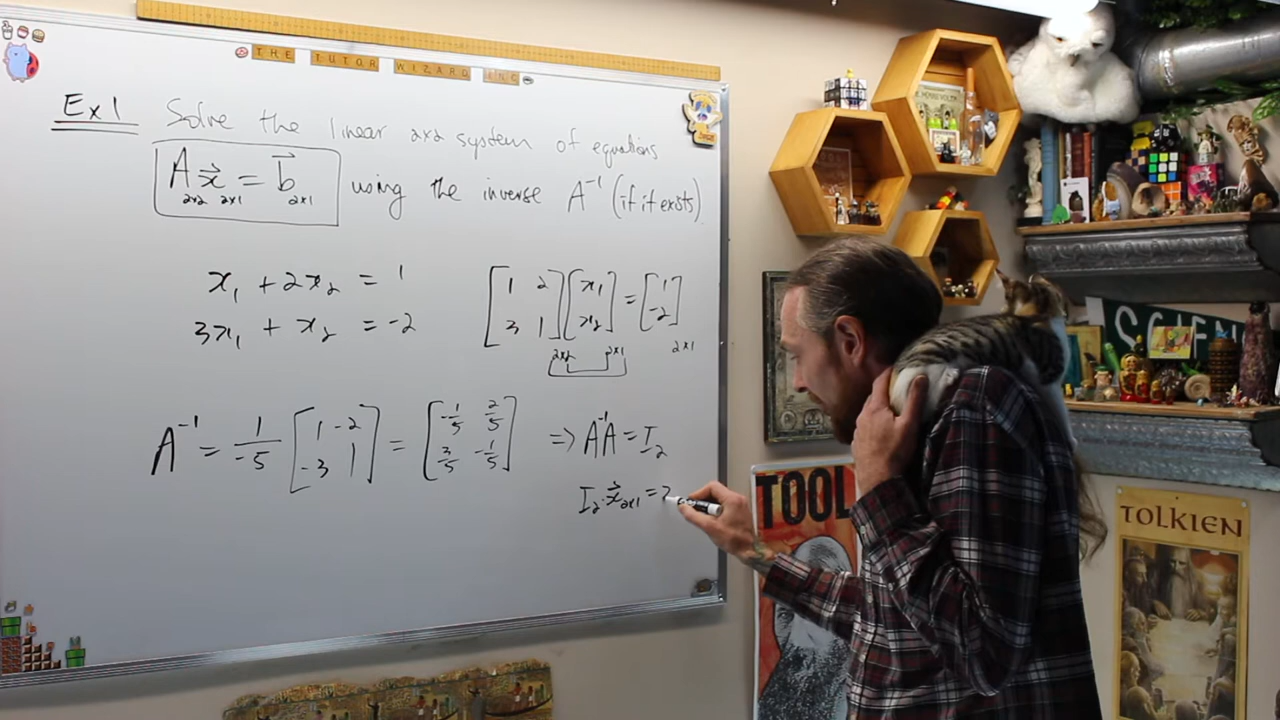 THE TUTOR WIZARD INC
Ex1 Solve the linear 2x2 system of equations
A x⃗ = b⃗ using the inverse A⁻¹ (if it exists)
2x2 2x1 2x1
x₁ + 2x₂ = 1
3x₁ + x₂ = -2
[1 2; 3 1] [x₁; x₂] = [1; -2]
2x2 2x1 2x1
A⁻¹ = 1/-5 [1 -2; -3 1] = [-1/5 2/5; 3/5 -1/5] ⇒ A⁻¹A = I₂
I₂·x⃗₂ₓ₁ =
TOOL
TOLKIEN